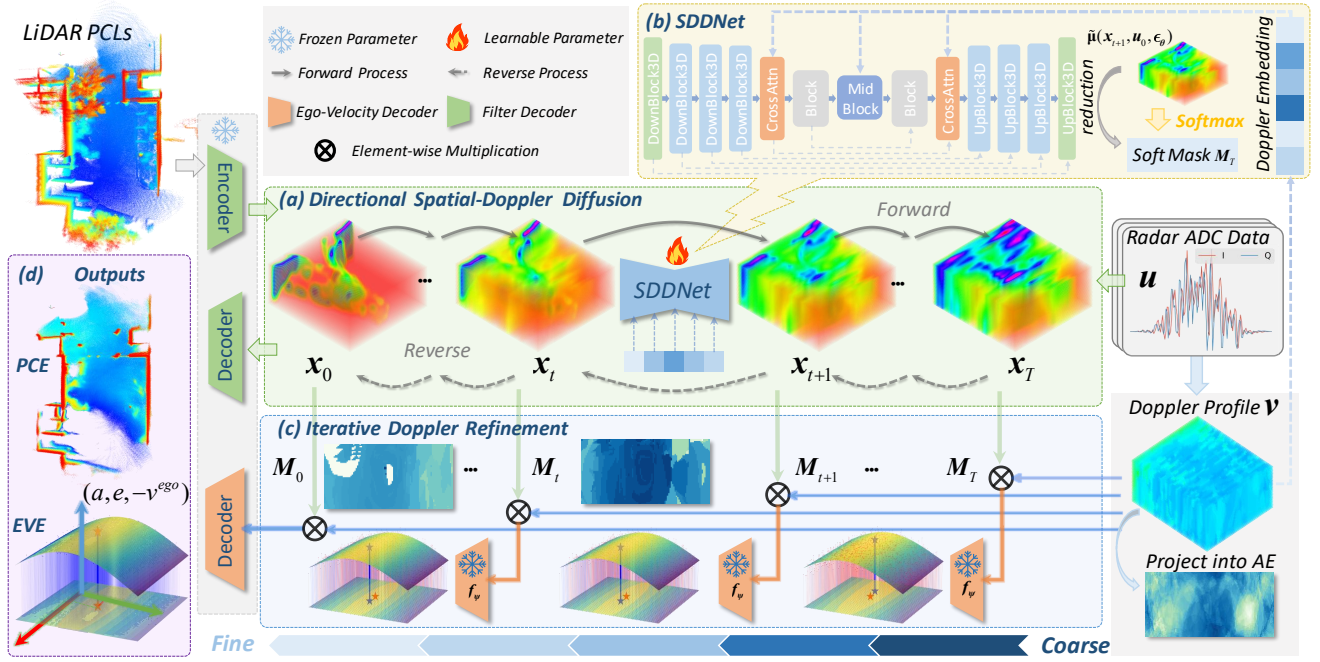 LiDAR PCLs
Frozen Parameter
Learnable Parameter
Forward Process
Reverse Process
Ego-Velocity Decoder
Filter Decoder
Element-wise Multiplication
(b) SDDNet
DownBlock3D
DownBlock3D
DownBlock3D
DownBlock3D
CrossAttn
Block
Mid
Block
Block
CrossAttn
UpBlock3D
UpBlock3D
UpBlock3D
UpBlock3D
μ̃(x_{t+1}, u_0, ϵ_θ)
reduction
Softmax
Soft Mask M_T
Doppler Embedding
Encoder
(a) Directional Spatial-Doppler Diffusion
Forward
...
SDDNet
...
Reverse
x_0
x_t
x_{t+1}
x_T
Radar ADC Data
I
Q
u
Decoder
(d) Outputs
PCE
(a, e, -v^{ego})
EVE
(c) Iterative Doppler Refinement
M_0
...
M_t
M_{t+1}
...
M_T
Decoder
f_ψ
f_ψ
f_ψ
Doppler Profile v
Project into AE
Fine
Coarse